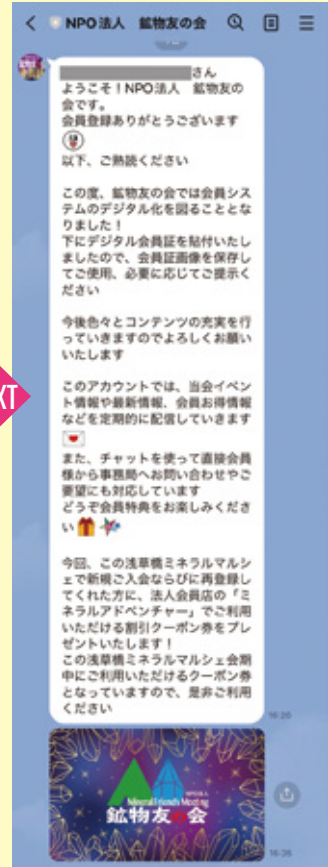 NPO法人 鉱物友の会
さん
ようこそ!NPO法人 鉱物友の
会です。
会員登録ありがとうございます
以下、ご熟読ください
この度、鉱物友の会では会員シス
テムのデジタル化を図ることとな
りました!
下にデジタル会員証を貼付いたし
ましたので、会員証画像を保存し
てご使用、必要に応じてご提示く
ださい
今後色々とコンテンツの充実を行
っていきますのでよろしくお願い
いたします
XT
このアカウントでは、当会イベン
ト情報や最新情報、会員お得情報
などを定期的に配信していきます
また、チャットを使って直接会員
様から事務局へお問い合わせやご
要望にも対応しています
どうぞ会員特典をお楽しみくださ
い
今回、この浅草橋ミネラルマルシ
ェで新規ご入会ならびに再登録し
てくれた方に、法人会員店の「ミ
ネラルアドベンチャー」でご利用
いただける割引クーポン券をプレ
ゼントいたします!
この浅草橋ミネラルマルシェ会期
中にご利用いただけるクーポン券
となっていますので、是非ご利用
ください
16:20
NPO法人
Mineral Friends Meeting
鉱物友の会
16:26